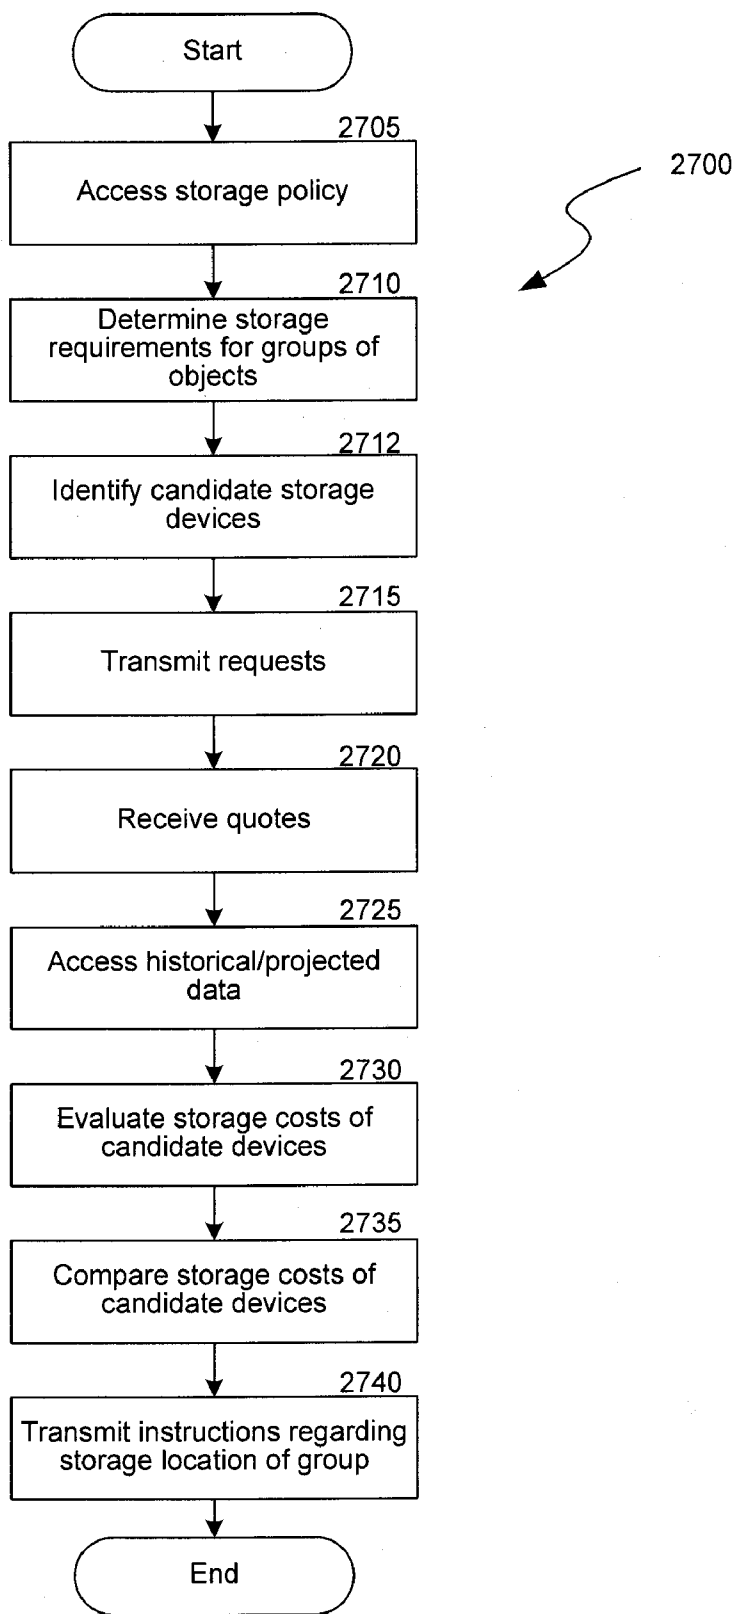 Start
2705
2700
Access storage policy
2710
Determine storage
requirements for groups of
objects
2712
Identify candidate storage
devices
2715
Transmit requests
2720
Receive quotes
2725
Access historical/projected
data
2730
Evaluate storage costs of
candidate devices
2735
Compare storage costs of
candidate devices
2740
Transmit instructions regarding
storage location of group
End